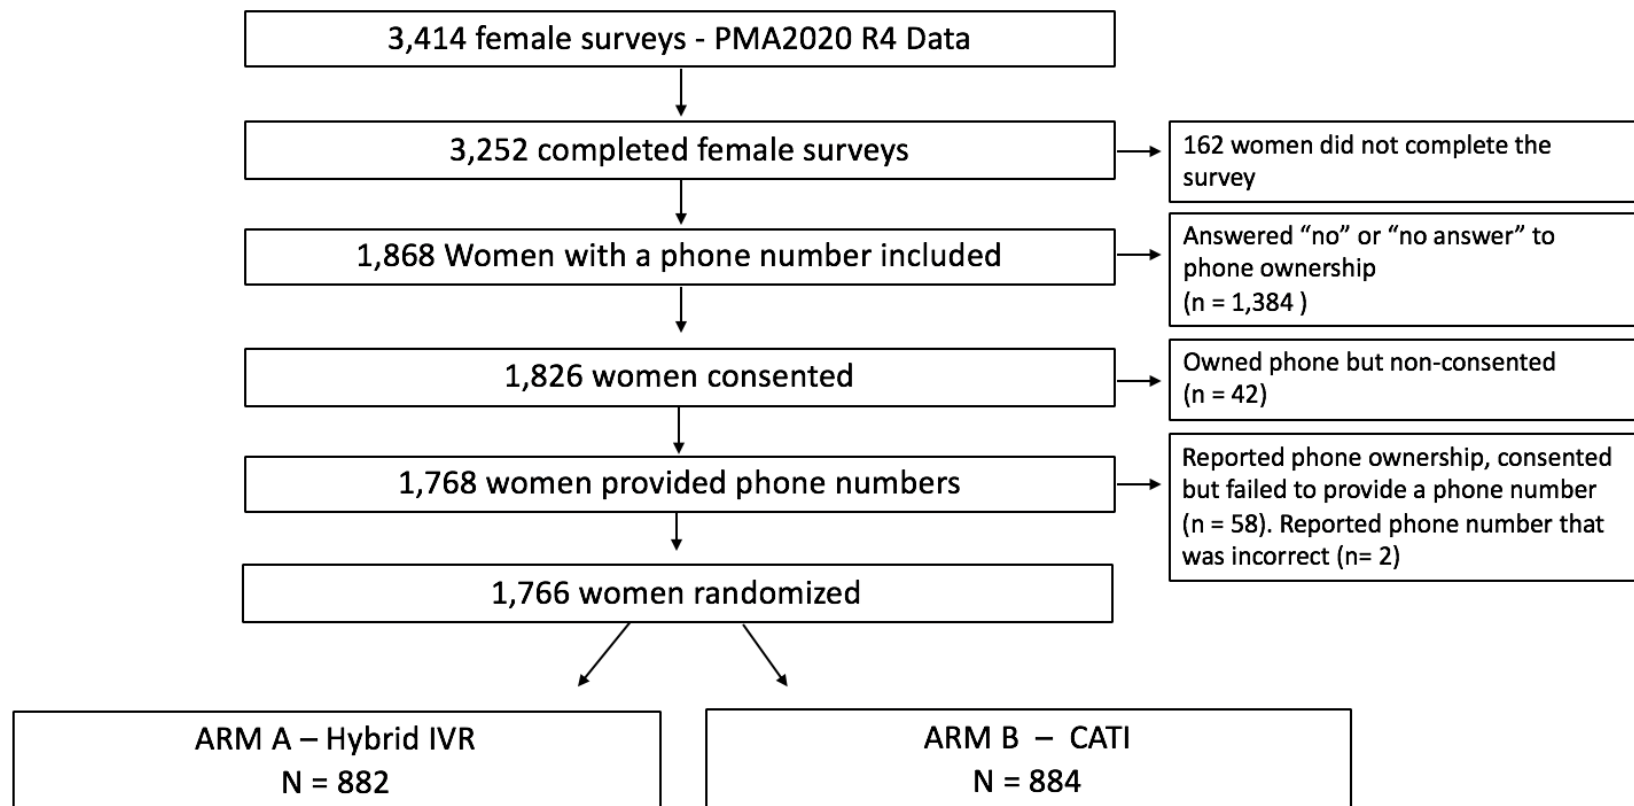 3,414 female surveys - PMA2020 R4 Data
3,252 completed female surveys
162 women did not complete the
survey
1,868 Women with a phone number included
Answered “no” or “no answer” to
phone ownership
(n = 1,384 )
1,826 women consented
Owned phone but non-consented
(n = 42)
1,768 women provided phone numbers
Reported phone ownership, consented
but failed to provide a phone number
(n = 58). Reported phone number that
was incorrect (n= 2)
1,766 women randomized
ARM A – Hybrid IVR
N = 882
ARM B – CATI
N = 884